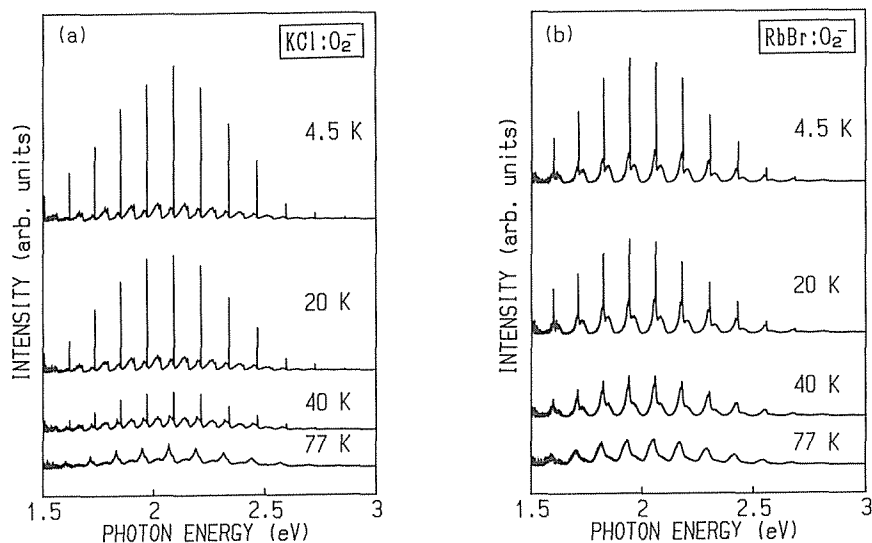 (a)
KCl:O₂⁻
4.5 K
20 K
40 K
77 K
INTENSITY (arb. units)
1.5
2
2.5
3
PHOTON ENERGY (eV)
(b)
RbBr:O₂⁻
4.5 K
20 K
40 K
77 K
INTENSITY (arb. units)
1.5
2
2.5
3
PHOTON ENERGY (eV)